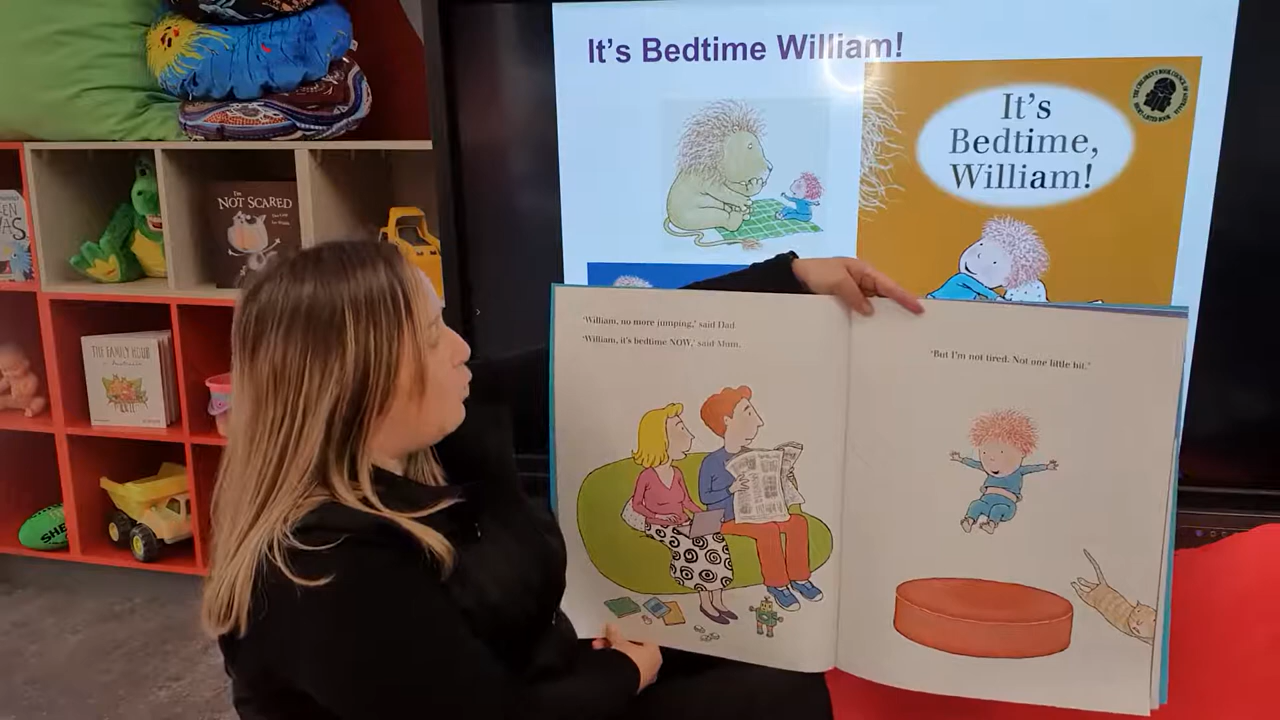 It's Bedtime William!
It's
Bedtime,
William!
I'm
NOT SCARED
THE FAMILY HOUR
'William, no more jumping,' said Dad.
'William, it's bedtime NOW,' said Mum.
'But I'm not tired. Not one little bit.'